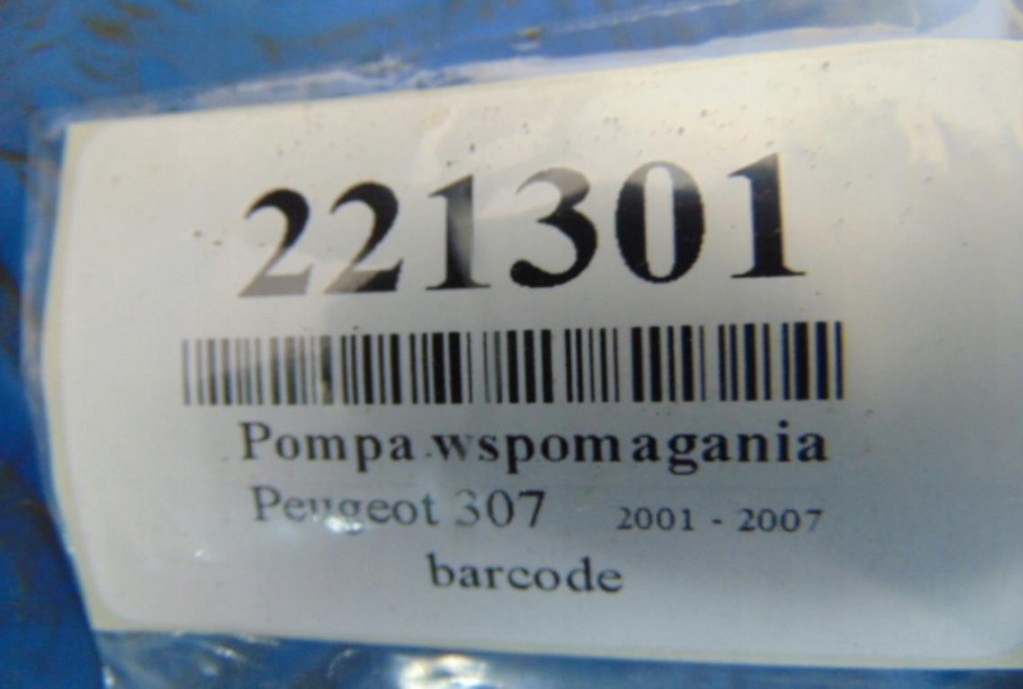 221301
Pompa wspomagania
Peugeot 307 2001 - 2007
barcode